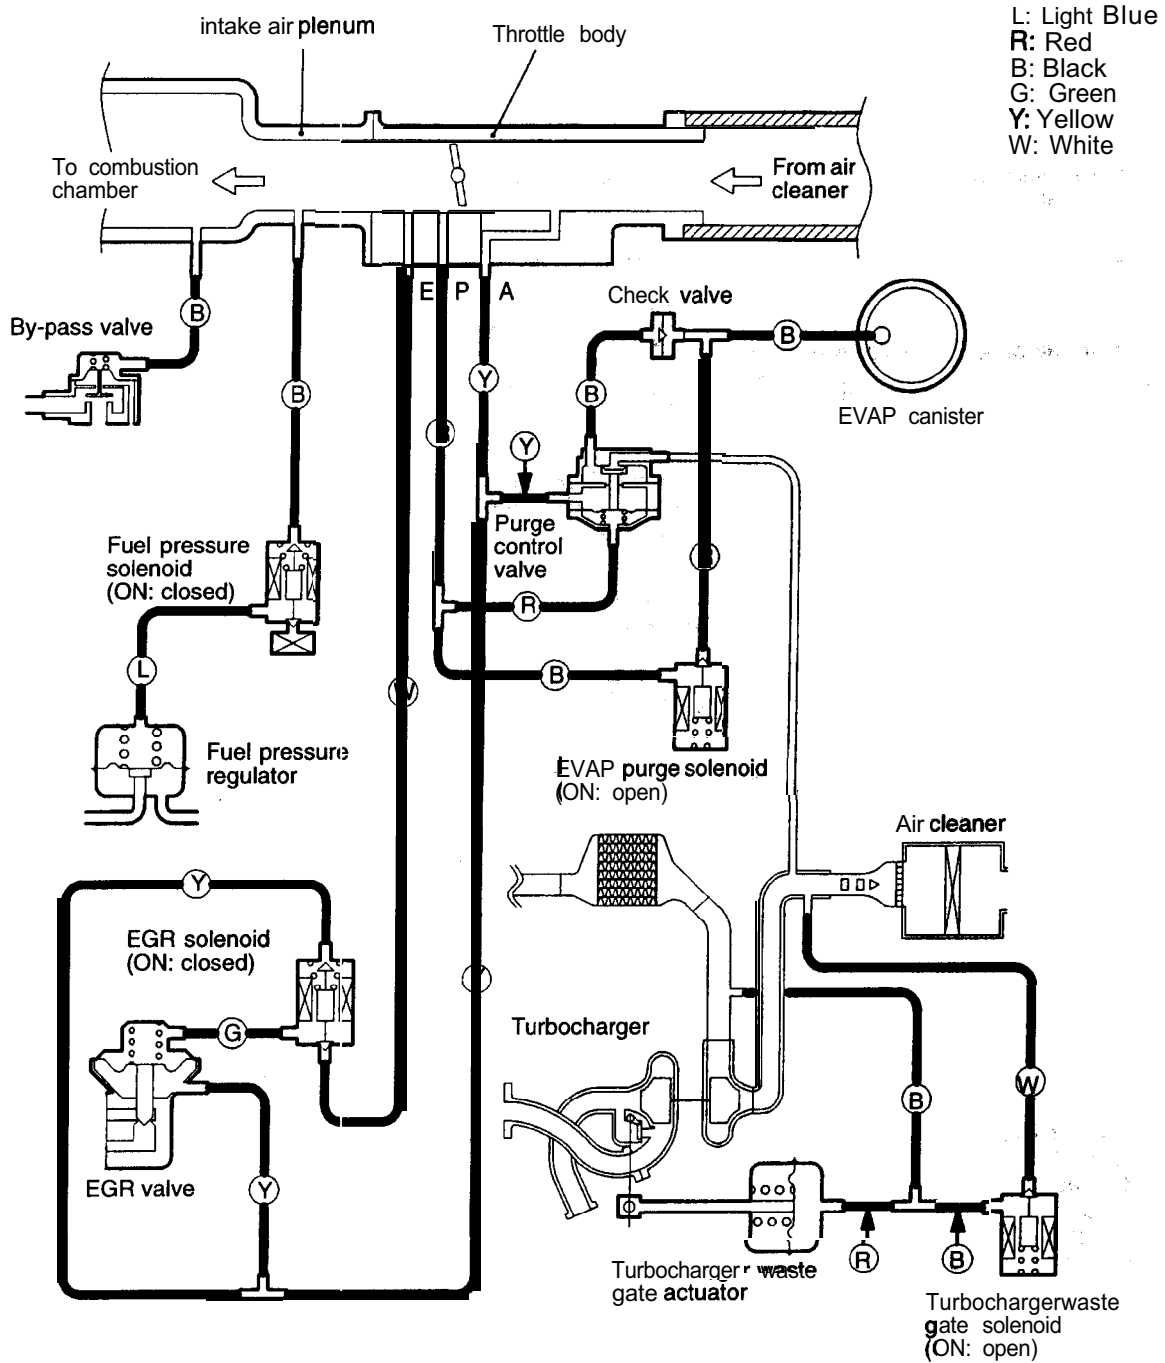 intake air plenum
Throttle body
L: Light Blue
R: Red
B: Black
G: Green
Y: Yellow
W: White
To combustion
chamber
From air
cleaner
E
P
A
B
By-pass valve
B
Y
Check valve
B
B
EVAP canister
B
Y
Purge
control
valve
Fuel pressure
solenoid
(ON: closed)
B
R
B
L
W
Fuel pressure
regulator
EVAP purge solenoid
(ON: open)
Air cleaner
Y
EGR solenoid
(ON: closed)
Y
G
Turbocharger
W
B
EGR valve
Y
R
B
Turbocharger waste
gate actuator
Turbochargerwaste
gate solenoid
(ON: open)